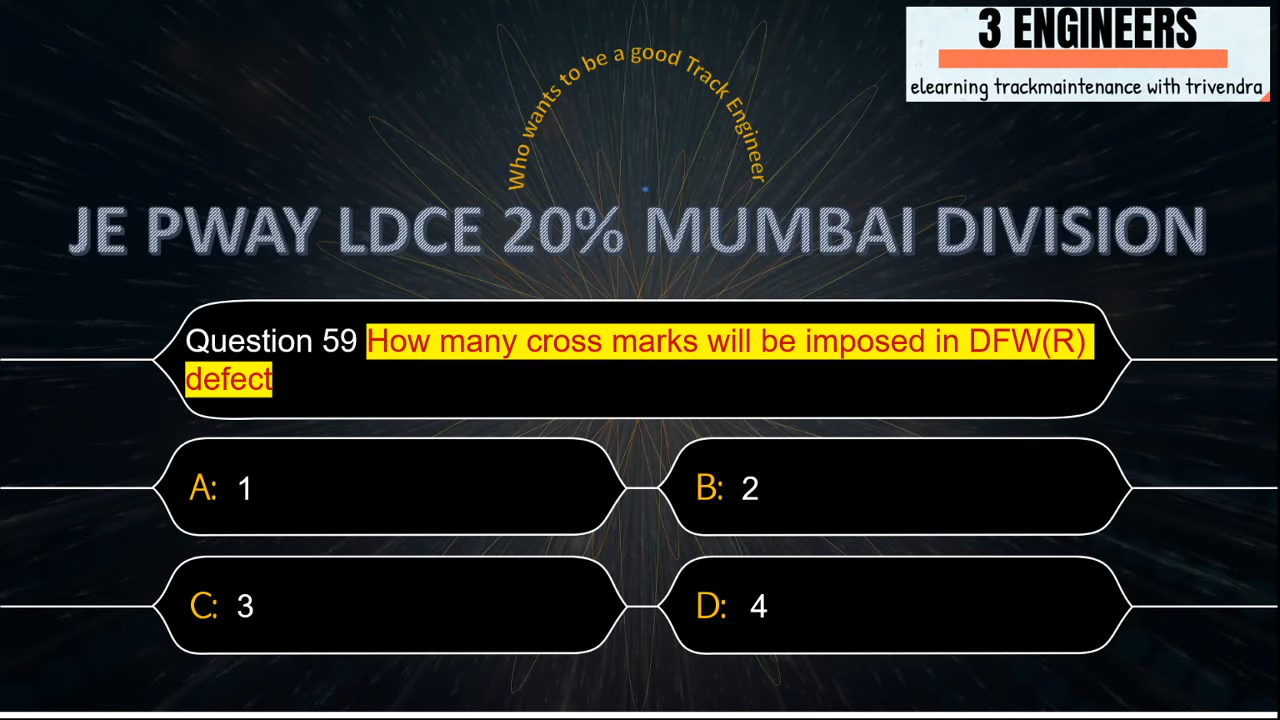 3 ENGINEERS
elearning trackmaintenance with trivendra
Who wants to be a good Track Engineer
JE PWAY LDCE 20% MUMBAI DIVISION
Question 59 How many cross marks will be imposed in DFW(R)
defect
A: 1
B: 2
C: 3
D: 4